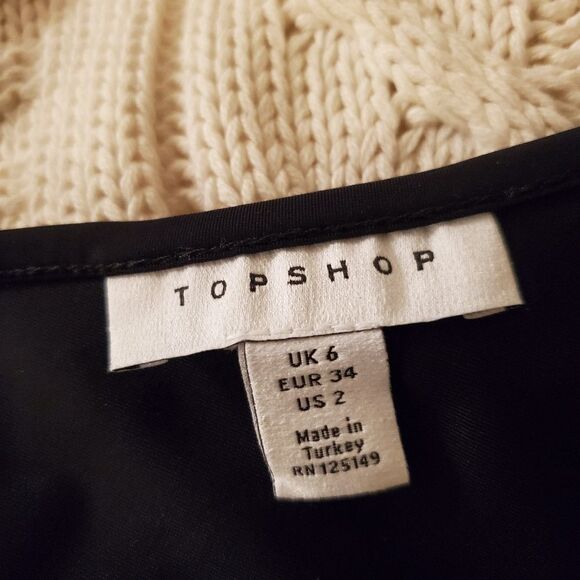 TOPSHOP
UK 6
EUR 34
US 2
Made in
Turkey
RN 125149